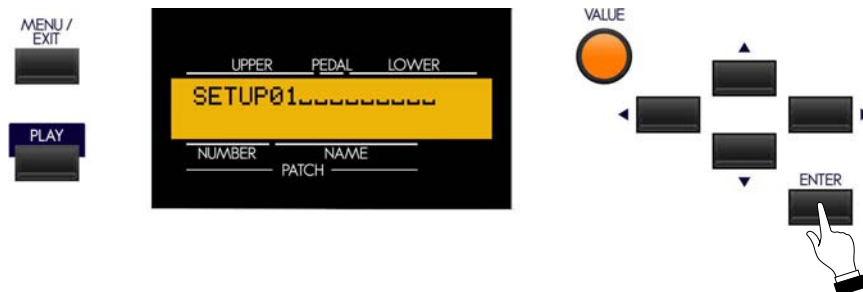 MENU /
EXIT
PLAY
UPPER PEDAL LOWER
SETUP01
NUMBER NAME
PATCH
VALUE
ENTER